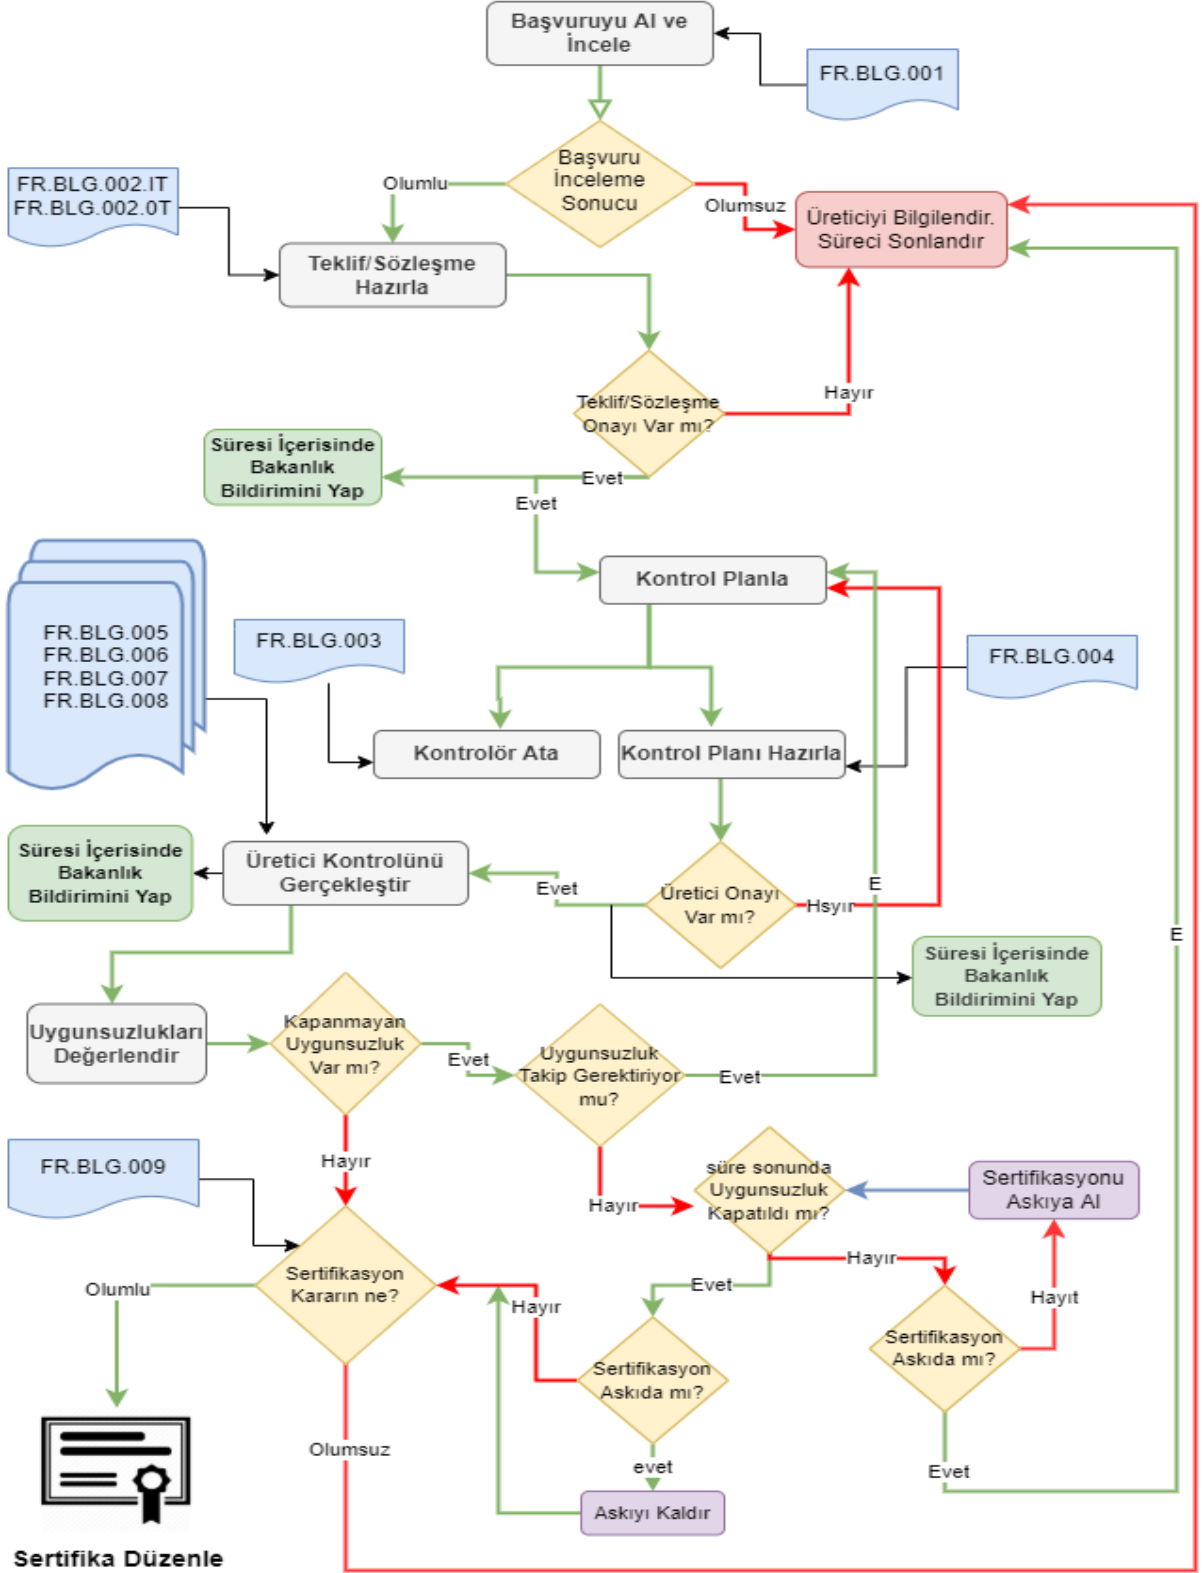 Başvuruyu Al ve
İncele
FR.BLG.001
Başvuru
İnceleme
Sonucu
Olumlu
Olumsuz
FR.BLG.002.IT
FR.BLG.002.0T
Üreticiyi Bilgilendir.
Süreci Sonlandır
Teklif/Sözleşme
Hazırla
Teklif/Sözleşme
Onayı Var mı?
Hayır
Süresi İçerisinde
Bakanlık
Bildirimini Yap
Evet
Evet
Kontrol Planla
FR.BLG.005
FR.BLG.006
FR.BLG.007
FR.BLG.008
FR.BLG.003
FR.BLG.004
Kontrolör Ata
Kontrol Planı Hazırla
Süresi İçerisinde
Bakanlık
Bildirimini Yap
Üretici Kontrolünü
Gerçekleştir
Evet
Üretici Onayı
Var mı?
Hsyır
E
E
Süresi İçerisinde
Bakanlık
Bildirimini Yap
Uygunsuzlukları
Değerlendir
Kapanmayan
Uygunsuzluk
Var mı?
Evet
Uygunsuzluk
Takip Gerektiriyor
mu?
Evet
Hayır
FR.BLG.009
Hayır
süre sonunda
Uygunsuzluk
Kapatıldı mı?
Sertifikasyonu
Askıya Al
Sertifikasyon
Kararın ne?
Olumlu
Hayır
Evet
Hayır
Hayıt
Sertifikasyon
Askıda mı?
Sertifikasyon
Askıda mı?
Olumsuz
evet
Evet
Askıyı Kaldır
Sertifika Düzenle